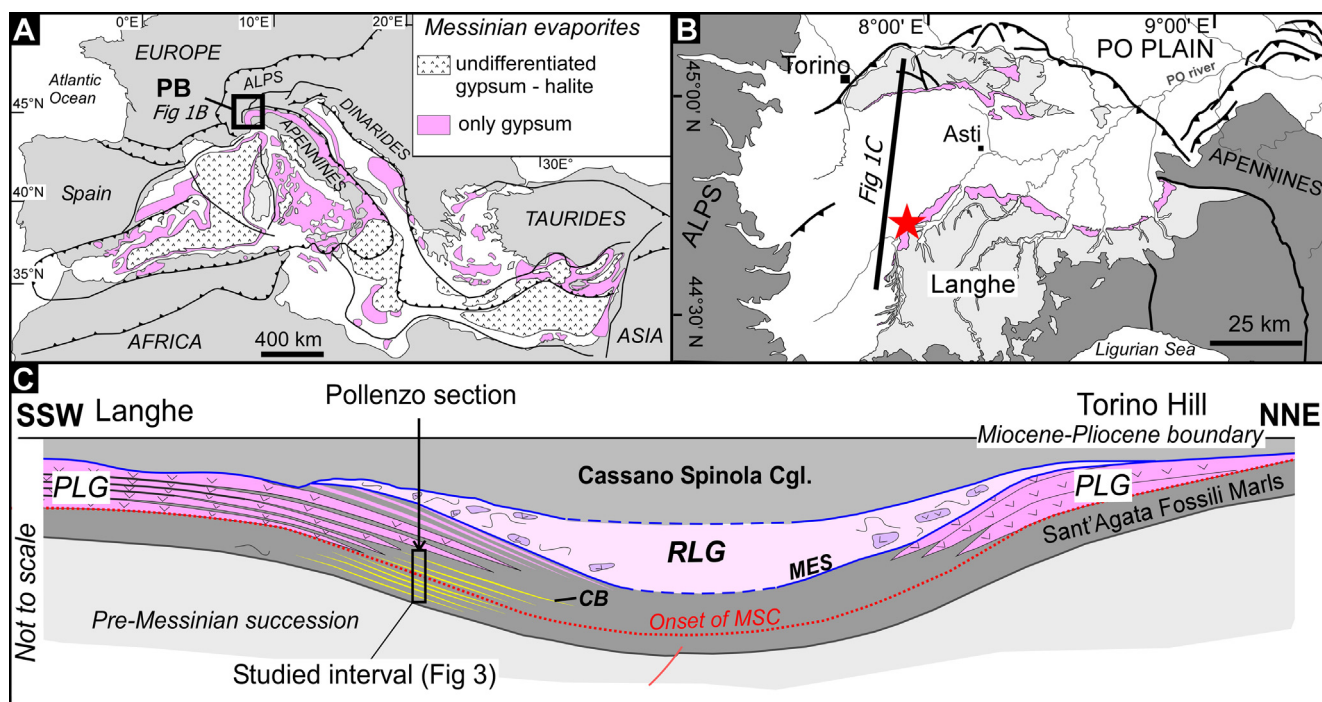 A
0°E
10°E
20°E
EUROPE
Atlantic
Ocean
ALPS
PB
Fig 1B
45°N
DINARIDES
APENNINES
40°N
Spain
30°E
TAURIDES
35°N
AFRICA
400 km
ASIA
Messinian evaporites
undifferentiated
gypsum - halite
only gypsum
B
8°00' E
9°00' E
PO PLAIN
PO river
Torino
45°00' N
Asti
Fig 1C
ALPS
APENNINES
Langhe
44°30' N
25 km
Ligurian Sea
C
Pollenzo section
SSW Langhe
Torino Hill
NNE
Miocene-Pliocene boundary
Cassano Spinola Cgl.
PLG
PLG
Sant'Agata Fossili Marls
RLG
MES
CB
Onset of MSC
Not to scale
Pre-Messinian succession
Studied interval (Fig 3)